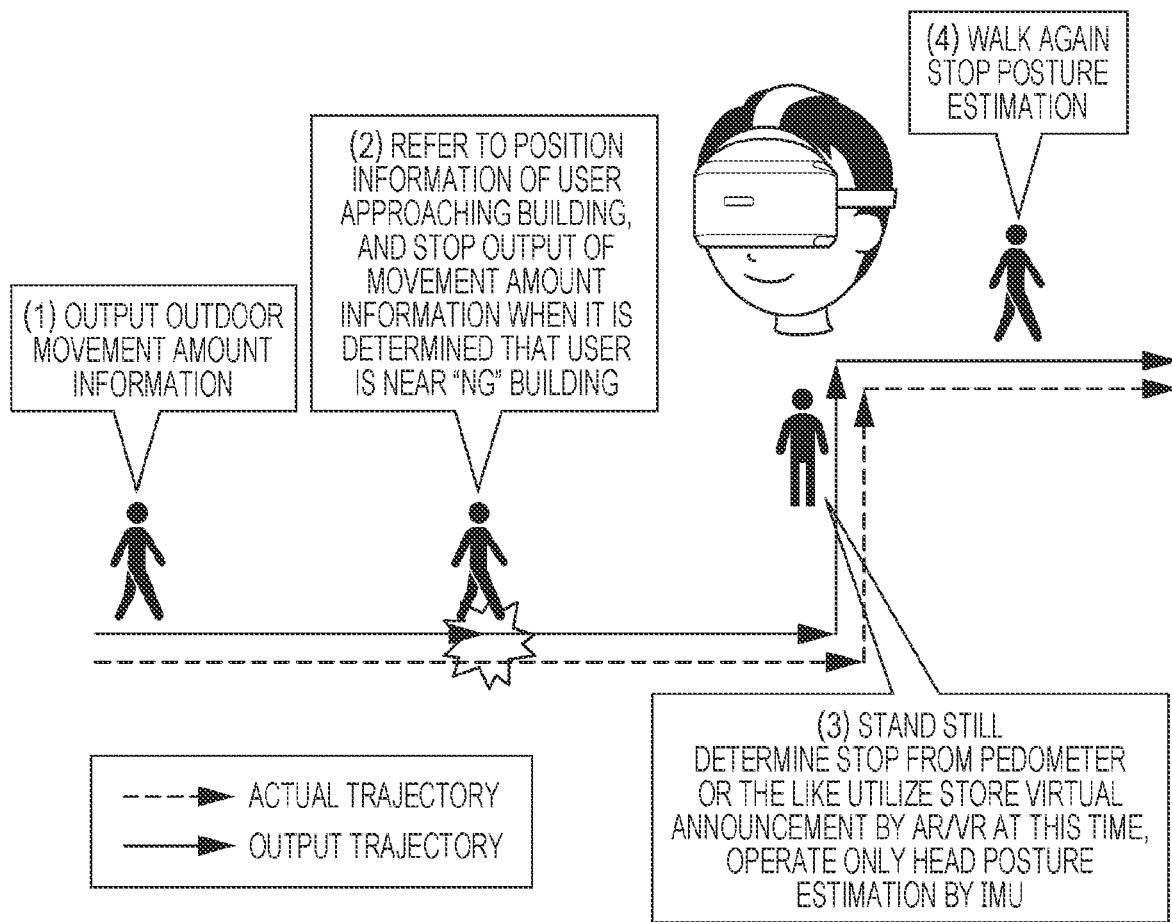 (1) OUTPUT OUTDOOR
MOVEMENT AMOUNT
INFORMATION
(2) REFER TO POSITION
INFORMATION OF USER
APPROACHING BUILDING,
AND STOP OUTPUT OF
MOVEMENT AMOUNT
INFORMATION WHEN IT IS
DETERMINED THAT USER
IS NEAR “NG” BUILDING
(4) WALK AGAIN
STOP POSTURE
ESTIMATION
(3) STAND STILL
DETERMINE STOP FROM PEDOMETER
OR THE LIKE UTILIZE STORE VIRTUAL
ANNOUNCEMENT BY AR/VR AT THIS TIME,
OPERATE ONLY HEAD POSTURE
ESTIMATION BY IMU
ACTUAL TRAJECTORY
OUTPUT TRAJECTORY